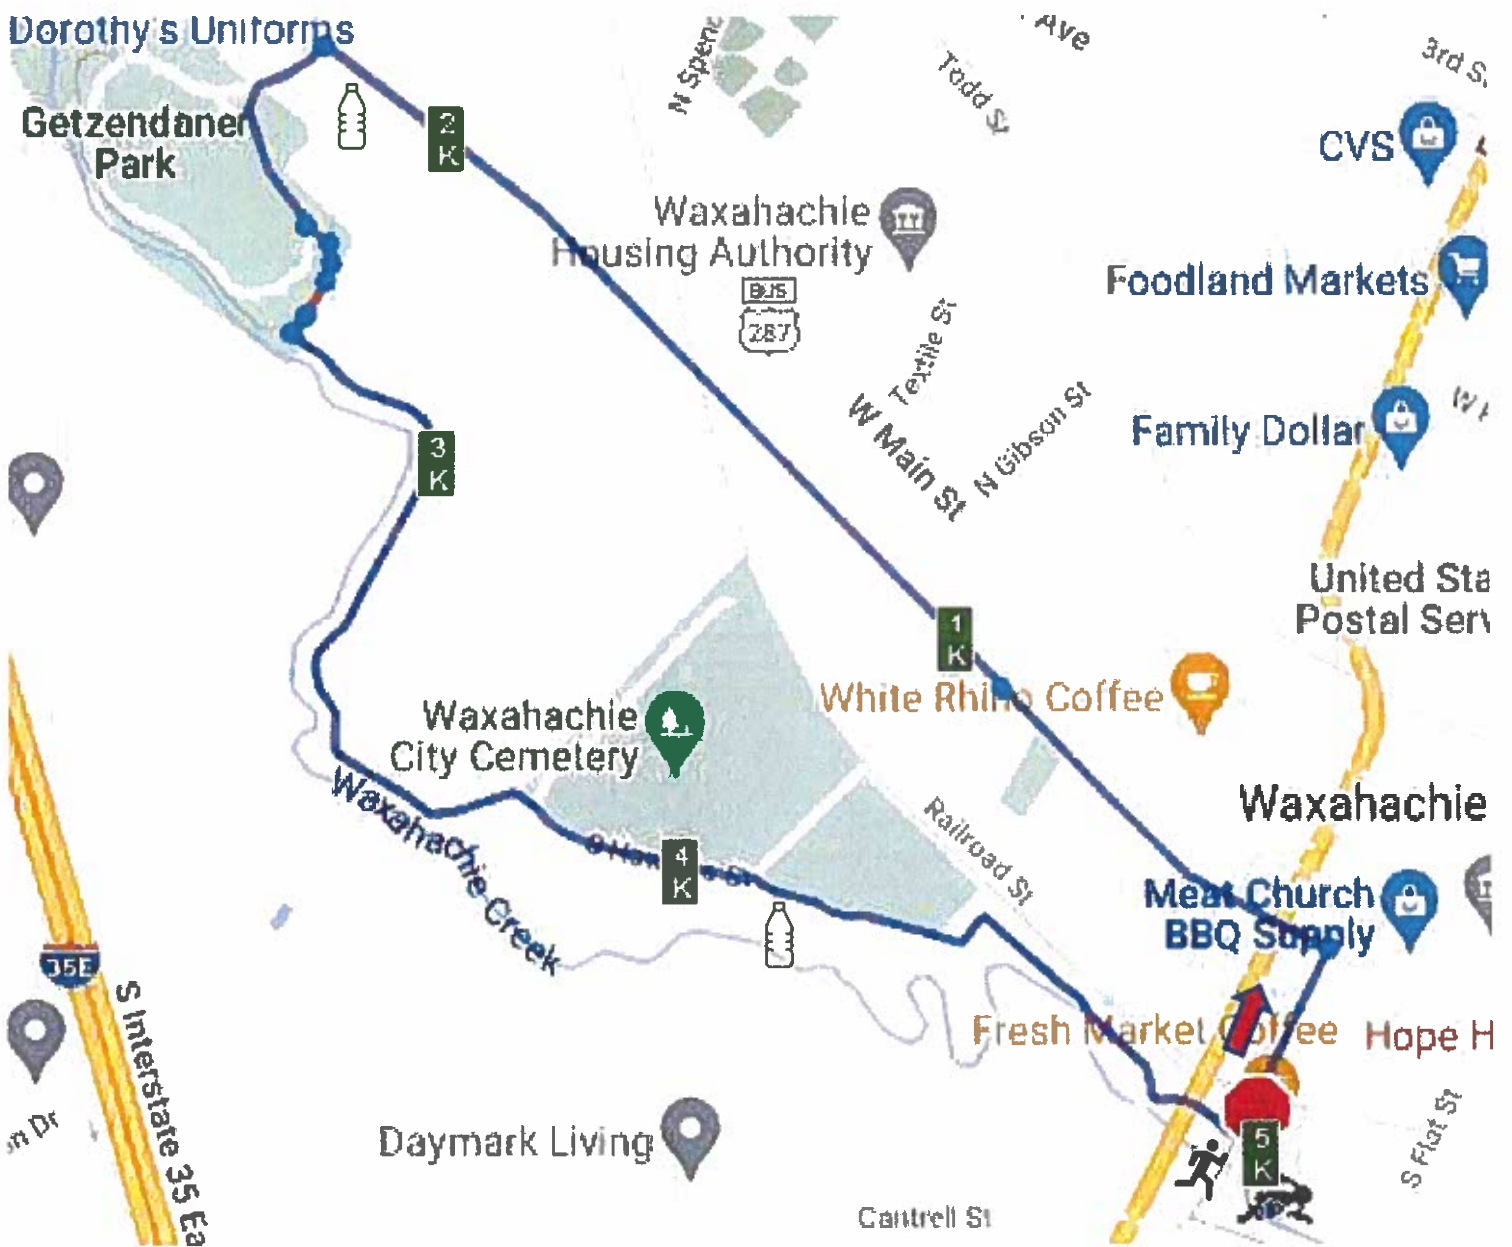 Dorothy's Uniforms
Getzendaner
Park
2
K
N Spenc
Ave
Todd St
3rd S
CVS
Waxahachie
Housing Authority
BUS
287
Foodland Markets
Textile St
W Main St
N Gibson St
Family Dollar
W
3
K
United Sta
Postal Serv
1
K
White Rhino Coffee
Waxahachie
City Cemetery
Waxahachie
Waxahachie Creek
4
K
Railroad St
Meat Church
BBQ Supply
35E
S Interstate 35 Ea
Fresh Market Coffee
Hope H
n Dr
Daymark Living
5
K
S Flat St
Cantrell St